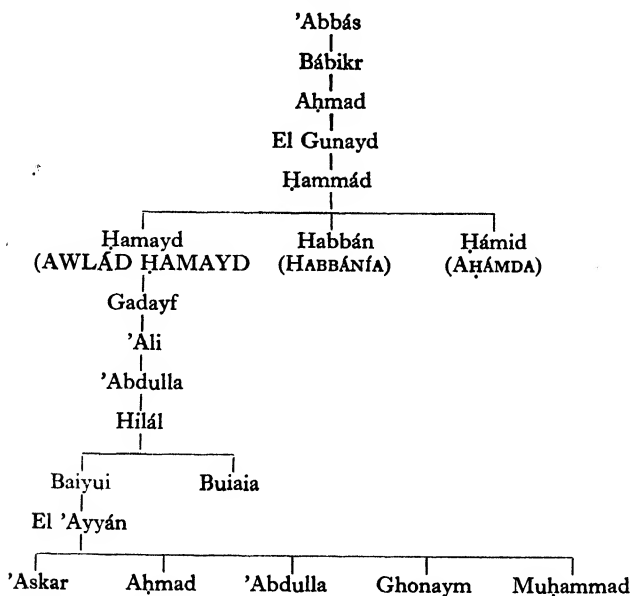 ’Abbás
Bábikr
Aḥmad
El Gunayd
Ḥammád
Ḥamayd Habbán Ḥámid
(AWLÁD ḤAMAYD (HABBÁNÍA) (AḤÁMDA)
Gadayf
’Ali
’Abdulla
Hilál
Baiyui Buiaia
El ’Ayyán
’Askar Aḥmad ’Abdulla Ghonaym Muḥammad